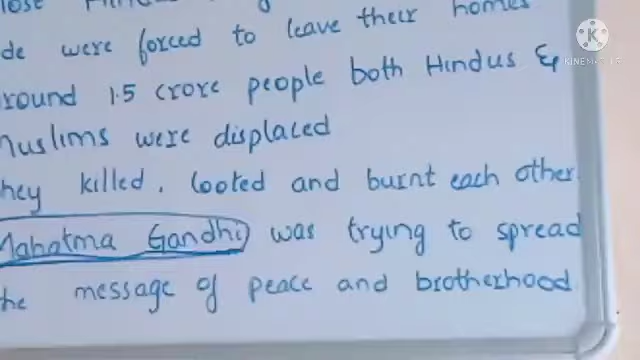 de were forced to leave their homes
around 1.5 crore people both Hindus &
Muslims were displaced
They killed, looted and burnt each other
Mahatma Gandhi was trying to spread
the message of peace and brotherhood
K